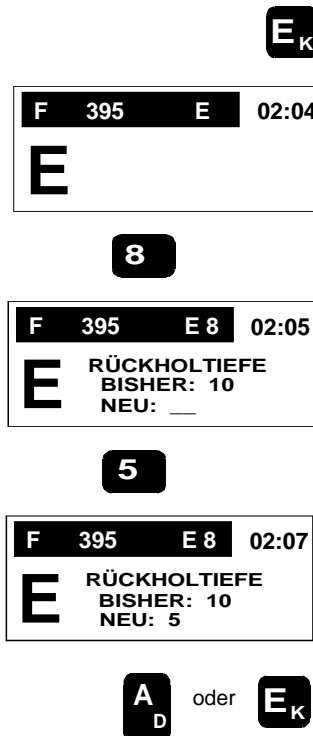 E K
F 395 E 02:04
E
8
F 395 E 8 02:05
E
RÜCKHOLTIEFE
BISHER: 10
NEU: __
5
F 395 E 8 02:07
E
RÜCKHOLTIEFE
BISHER: 10
NEU: 5
A D oder E K